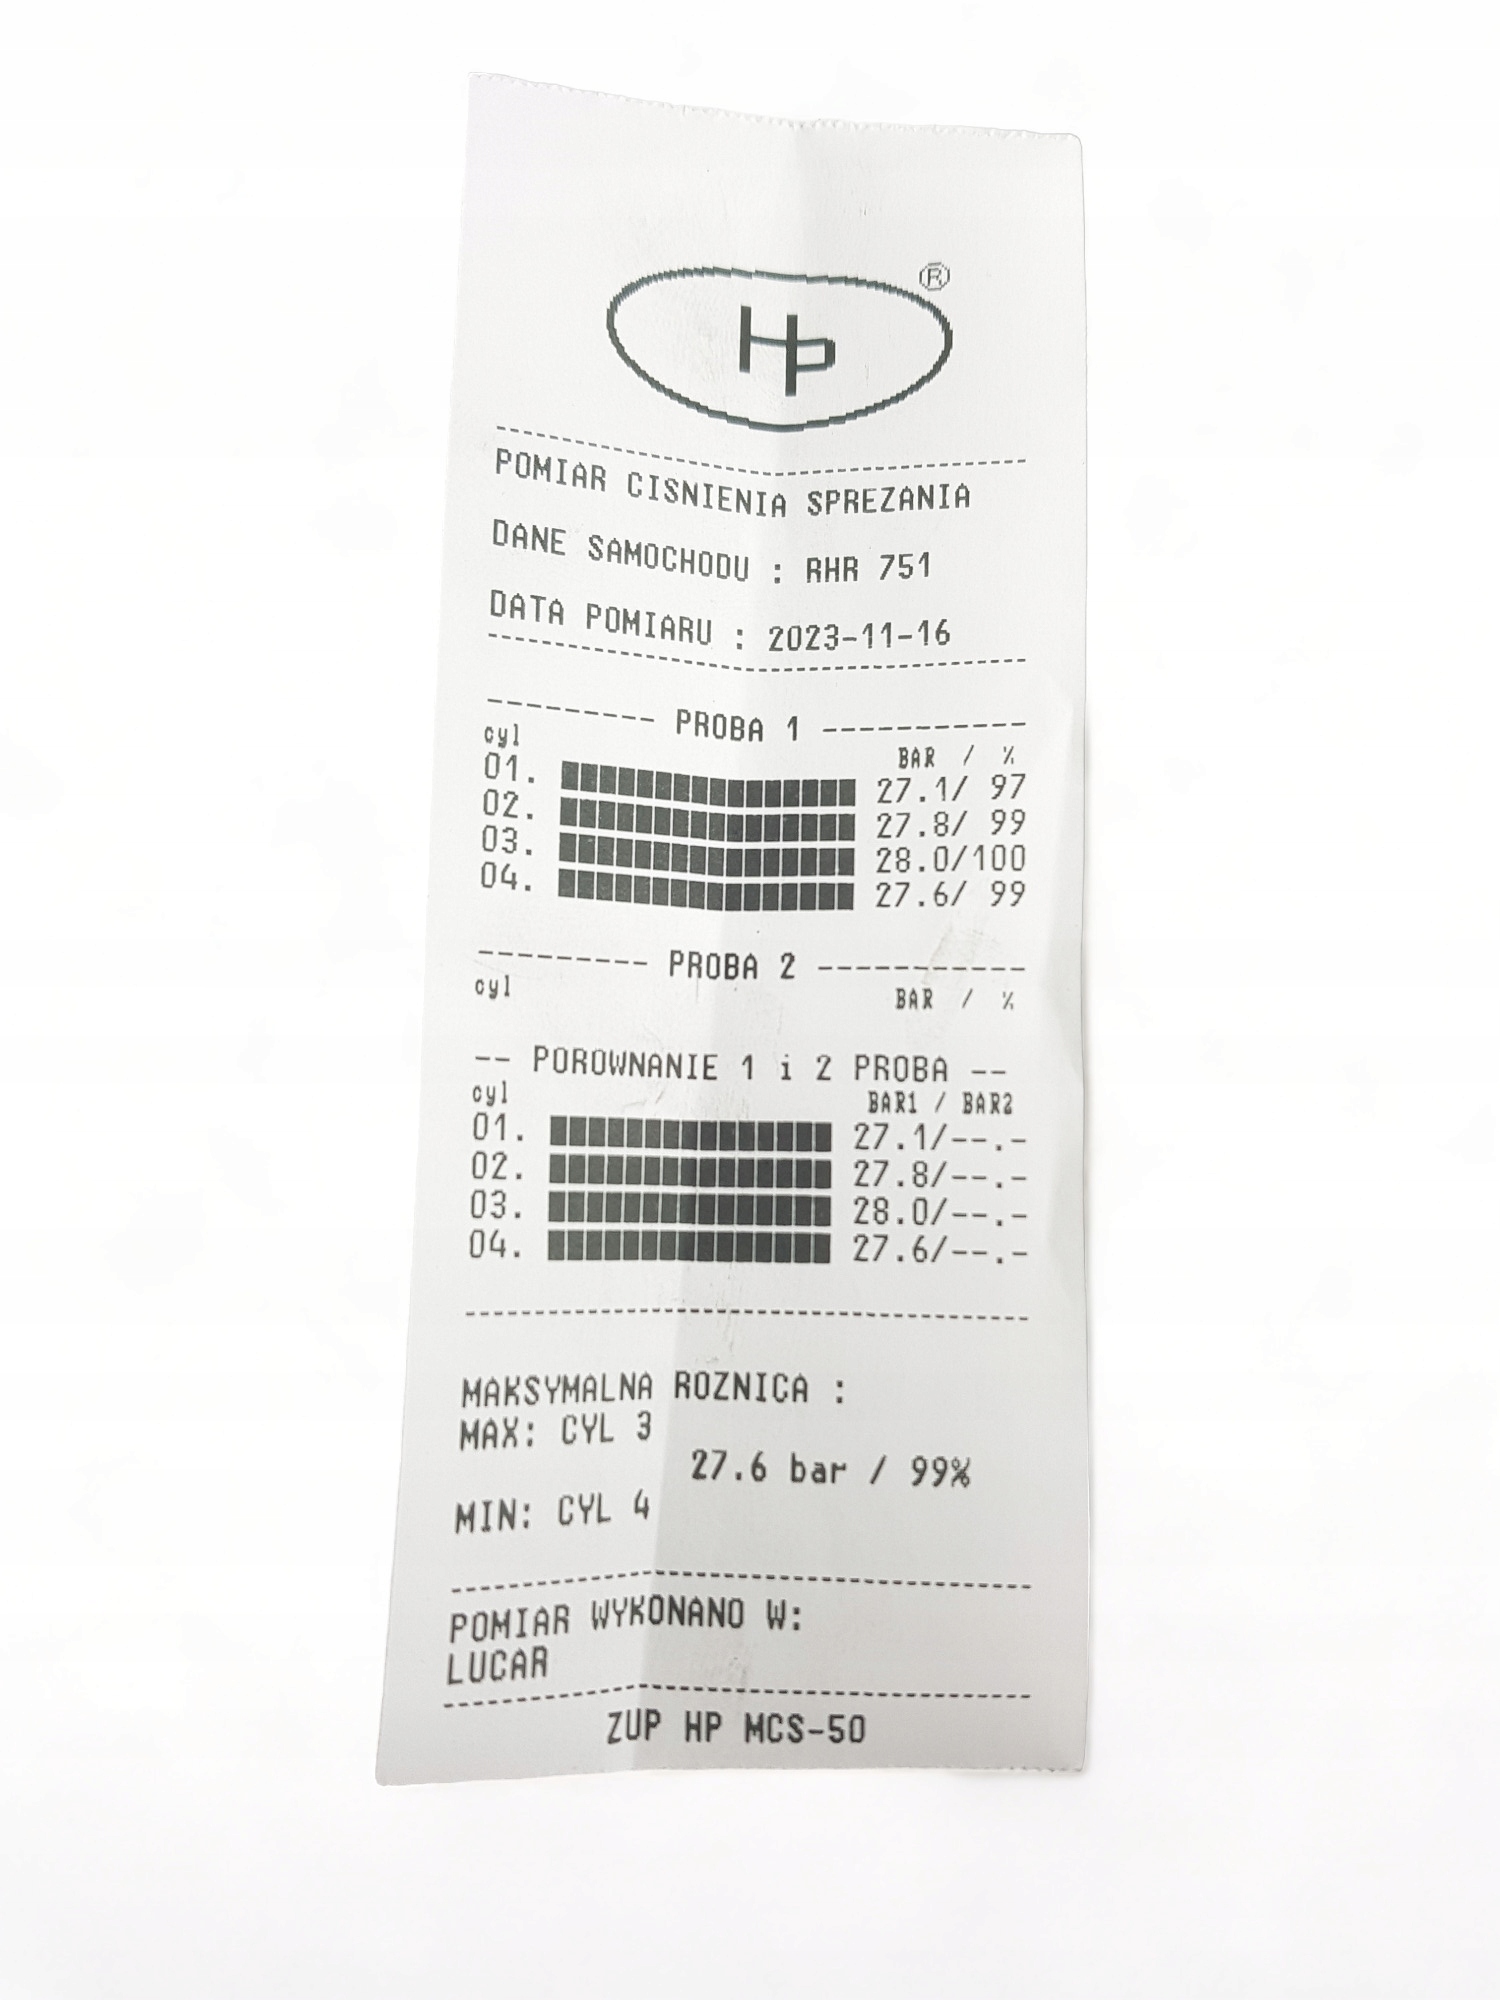 HP ®
POMIAR CISNIENIA SPREZANIA
DANE SAMOCHODU : RHR 751
DATA POMIARU : 2023-11-16
--------- PROBA 1 -----------
cyl BAR / %
01. 27.1/ 97
02. 27.8/ 99
03. 28.0/100
04. 27.6/ 99
--------- PROBA 2 -----------
cyl BAR / %
-- POROWNANIE 1 i 2 PROBA --
cyl BAR1 / BAR2
01. 27.1/--.-
02. 27.8/--.-
03. 28.0/--.-
04. 27.6/--.-
MAKSYMALNA ROZNICA :
MAX: CYL 3
27.6 bar / 99%
MIN: CYL 4
POMIAR WYKONANO W:
LUCAR
ZUP HP MCS-50